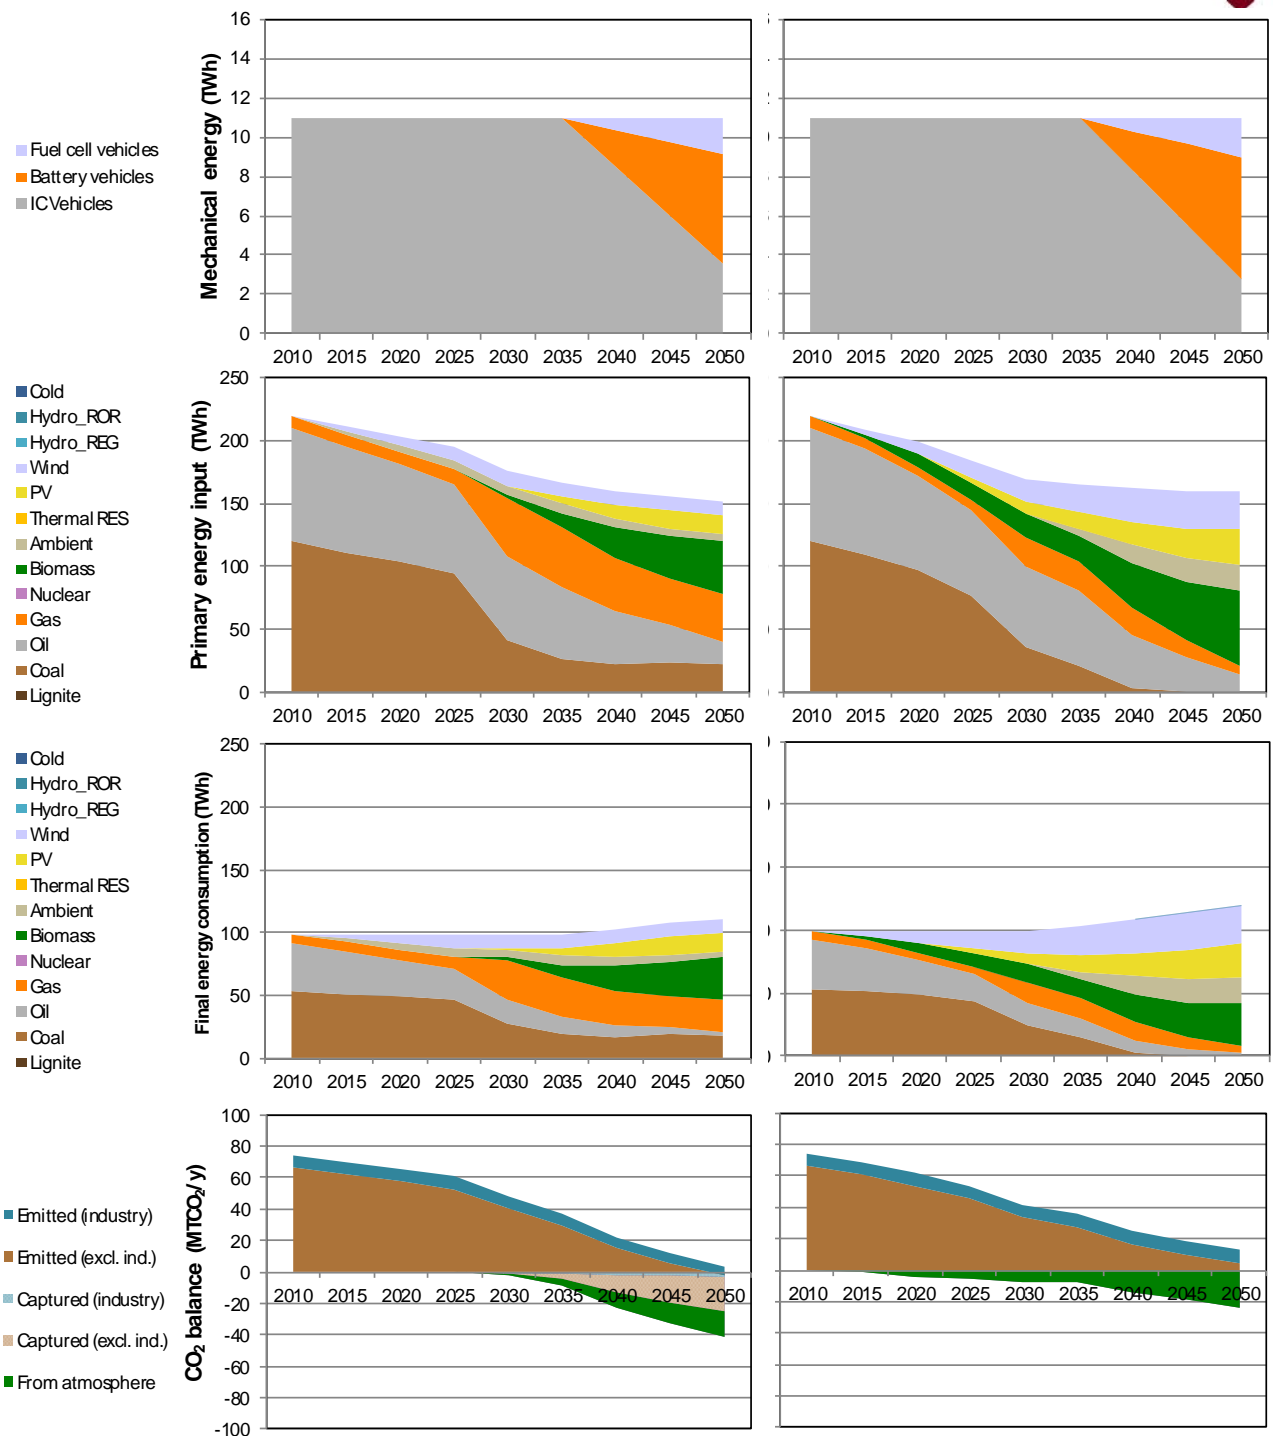 Mechanical energy (TWh)
16
14
12
10
8
6
4
2
0
Fuel cell vehicles
Battery vehicles
IC Vehicles
2010 2015 2020 2025 2030 2035 2040 2045 2050
2010 2015 2020 2025 2030 2035 2040 2045 2050
Primary energy input (TWh)
250
200
150
100
50
0
Cold
Hydro_ROR
Hydro_REG
Wind
PV
Thermal RES
Ambient
Biomass
Nuclear
Gas
Oil
Coal
Lignite
2010 2015 2020 2025 2030 2035 2040 2045 2050
2010 2015 2020 2025 2030 2035 2040 2045 2050
Final energy consumption (TWh)
250
200
150
100
50
0
Cold
Hydro_ROR
Hydro_REG
Wind
PV
Thermal RES
Ambient
Biomass
Nuclear
Gas
Oil
Coal
Lignite
2010 2015 2020 2025 2030 2035 2040 2045 2050
2010 2015 2020 2025 2030 2035 2040 2045 2050
CO₂ balance (MTCO₂/y)
100
80
60
40
20
0
-20
-40
-60
-80
-100
Emitted (industry)
Emitted (excl. ind.)
Captured (industry)
Captured (excl. ind.)
From atmosphere
2010 2015 2020 2025 2030 2035 2040 2045 2050
2010 2015 2020 2025 2030 2035 2040 2045 2050